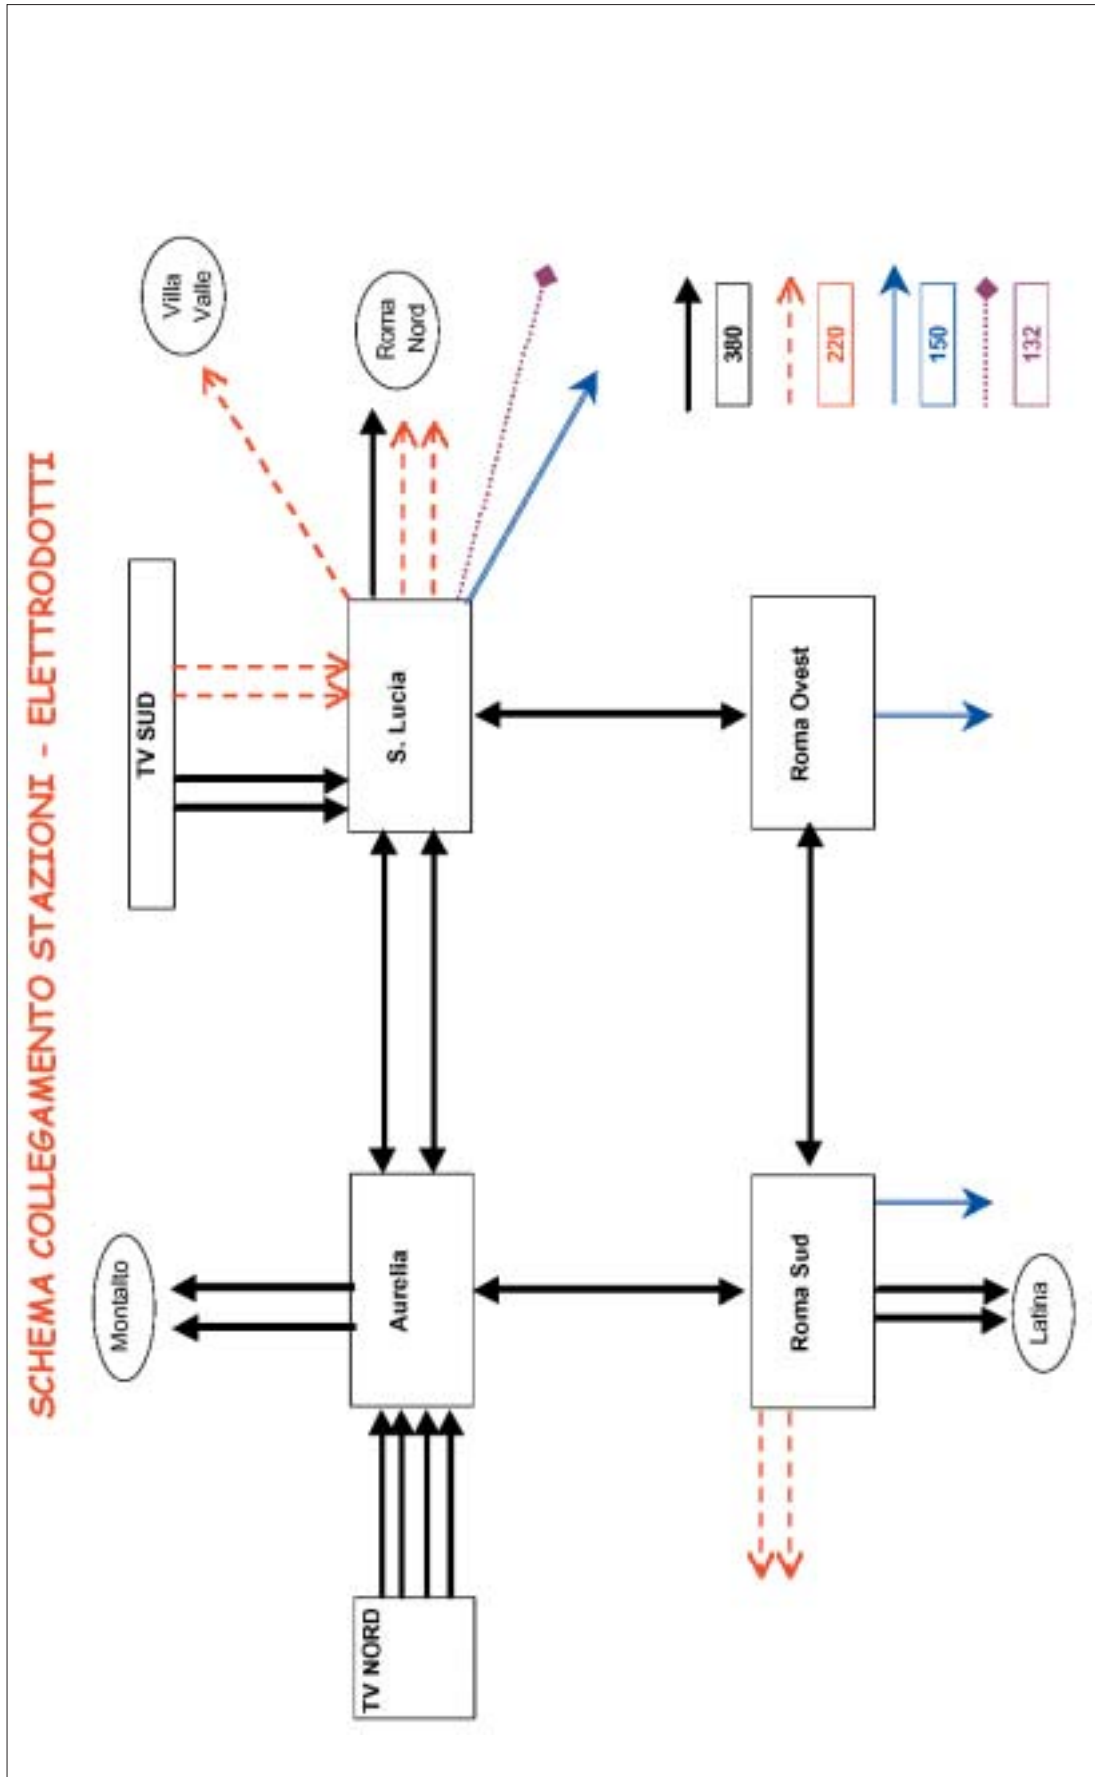 SCHEMA COLLEGAMENTO STAZIONI - ELETTRODOTTI
Montalto
TV SUD
Villa
Valle
TV NORD
Aurelia
S. Lucia
Roma
Nord
Roma Sud
Roma Ovest
Latina
380
220
150
132